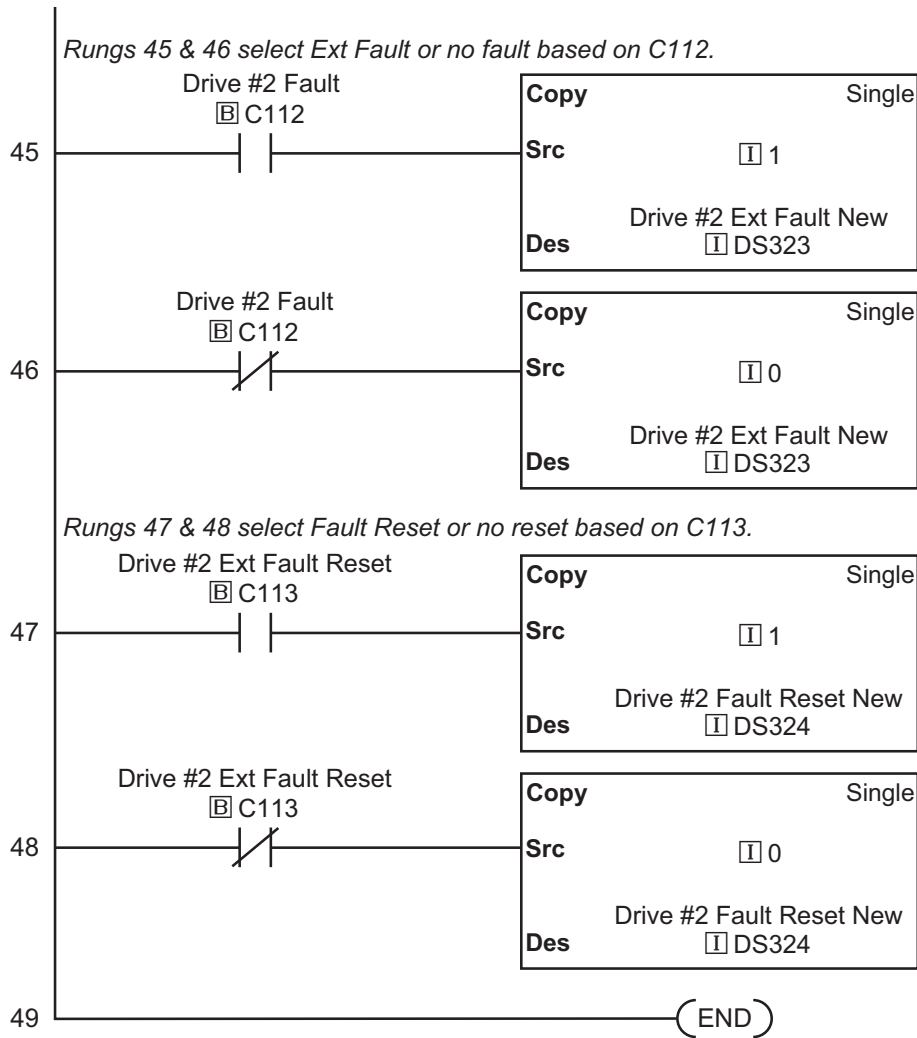 Rungs 45 & 46 select Ext Fault or no fault based on C112.
Drive #2 Fault
B C112
45
Copy Single
Src I 1
Drive #2 Ext Fault New
Des I DS323
Drive #2 Fault
B C112
46
Copy Single
Src I 0
Drive #2 Ext Fault New
Des I DS323
Rungs 47 & 48 select Fault Reset or no reset based on C113.
Drive #2 Ext Fault Reset
B C113
47
Copy Single
Src I 1
Drive #2 Fault Reset New
Des I DS324
Drive #2 Ext Fault Reset
B C113
48
Copy Single
Src I 0
Drive #2 Fault Reset New
Des I DS324
49
END